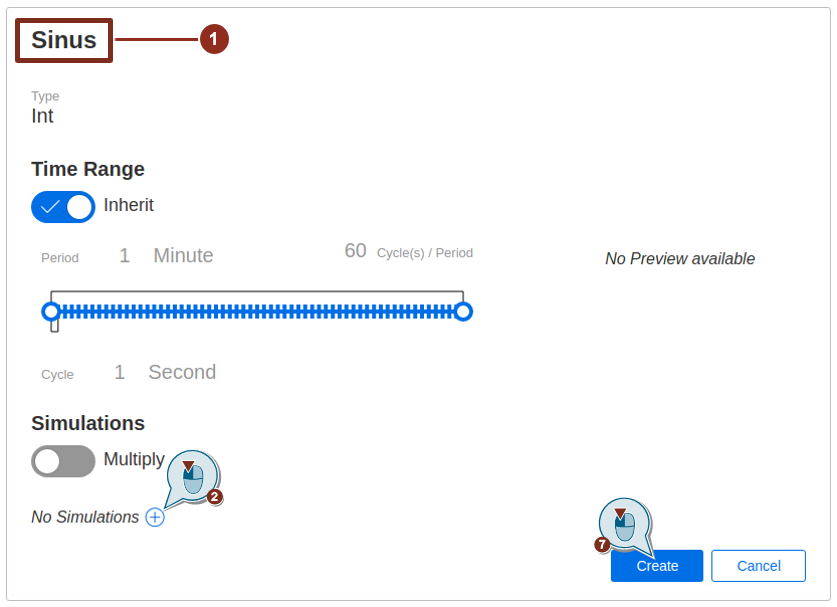 Sinus
1
Type
Int
Time Range
Inherit
Period 1 Minute 60 Cycle(s) / Period
No Preview available
Cycle 1 Second
Simulations
Multiply
2
No Simulations
7
Create Cancel